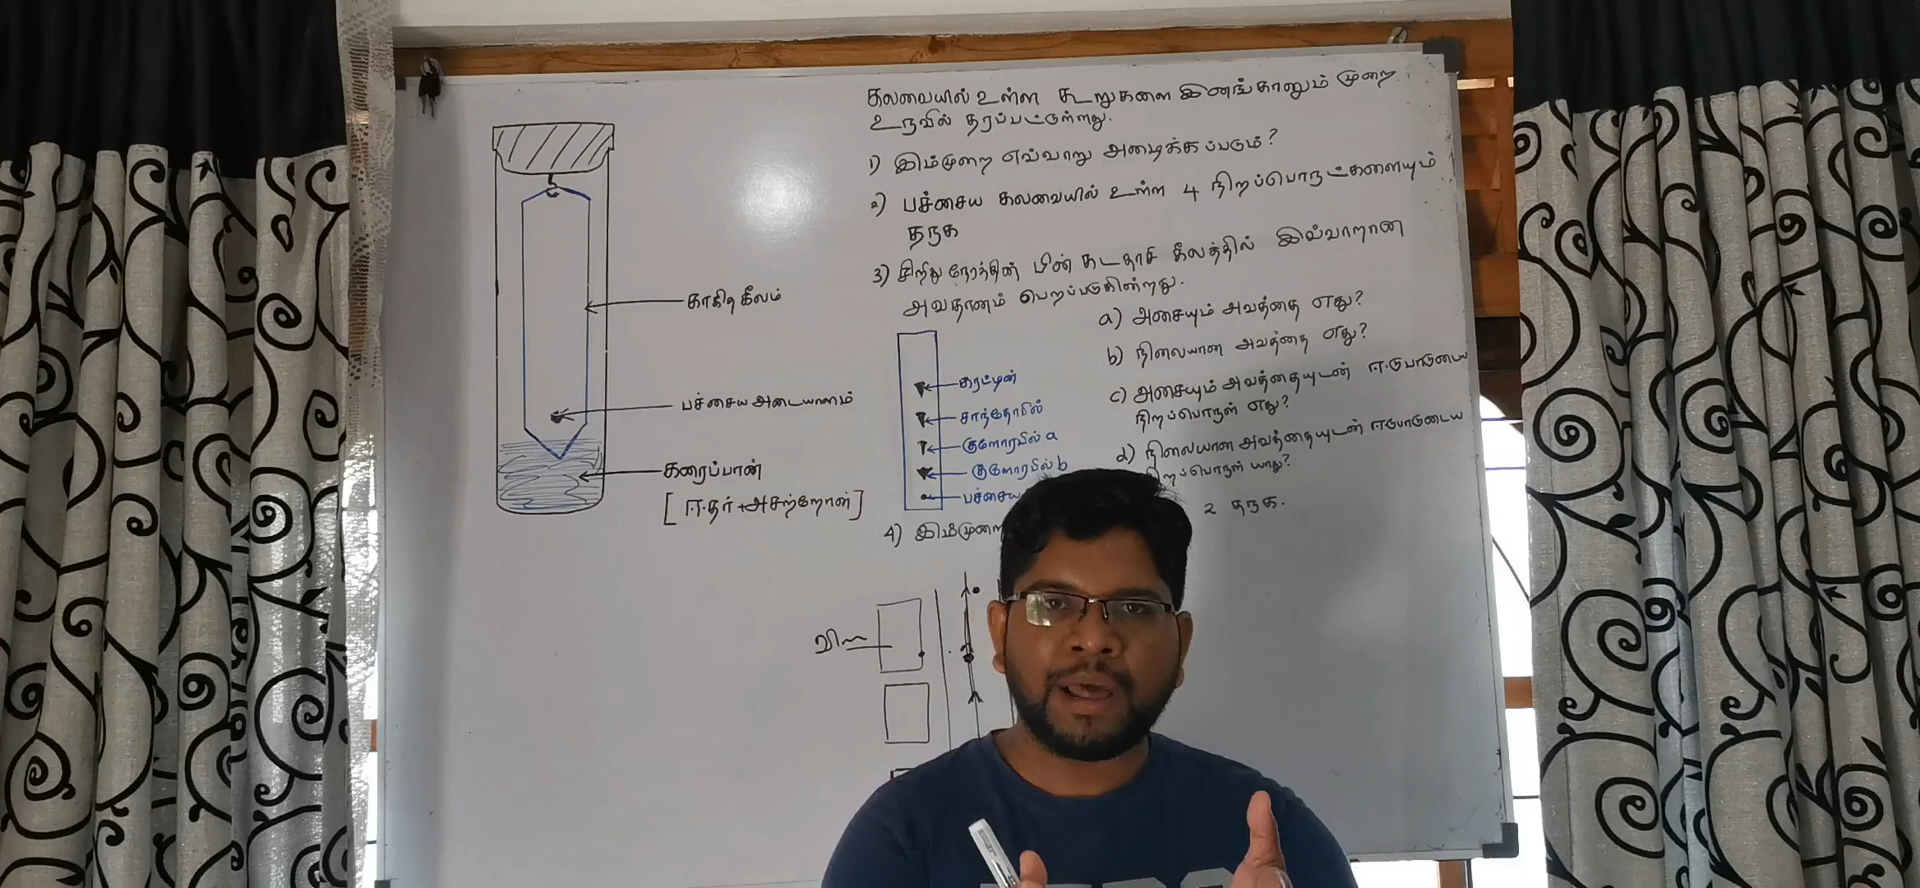 கலவையில் உள்ள கூறுகளை இனங்கானும் முறை
உருவில் தரப்பட்டுள்ளது.
1) இம்முறை எவ்வாறு அழைக்கப்படும்?
2) பச்சைய கலவையில் உள்ள 4 நிறப்பொருட்களையும்
தருக
3) சிறிது நேரத்தின் பின் கடதாசி கீலத்தில் இவ்வாறான
அவதானம் பெறப்படுகின்றது.
a) அசையும் அவத்தை எது?
b) நிலையான அவத்தை எது?
c) அசையும் அவத்தையுடன் ஈடுபாடுடைய
நிறப்பொருள் எது?
d) நிலையான அவத்தையுடன் ஈடுபாடுடைய
நிறப்பொருள் யாது?
கரட்டின்
சாந்தோபில்
குளோரபில் a
குளோரபில் b
பச்சைய
4) இம்முறை
2 தருக.
காகித கீலம்
பச்சைய அடையாளம்
கரைப்பான்
[ ஈதர் + அசற்றோன் ]